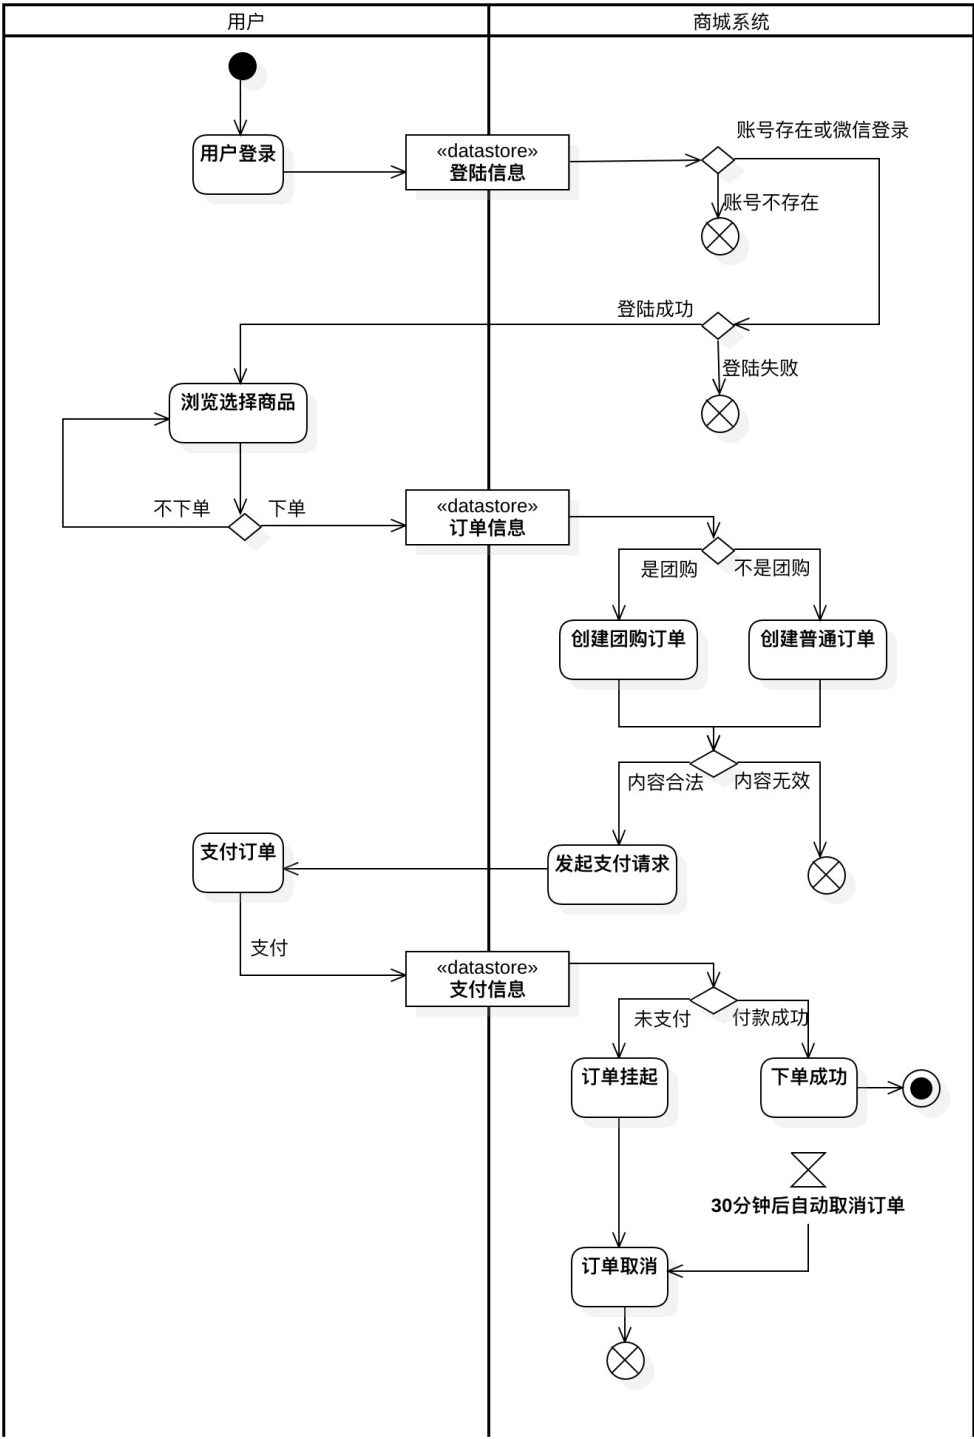 用户
商城系统
账号存在或微信登录
用户登录
«datastore»
登陆信息
账号不存在
登陆成功
登陆失败
浏览选择商品
不下单
下单
«datastore»
订单信息
是团购
不是团购
创建团购订单
创建普通订单
内容合法
内容无效
支付订单
发起支付请求
支付
«datastore»
支付信息
未支付
付款成功
订单挂起
下单成功
30分钟后自动取消订单
订单取消